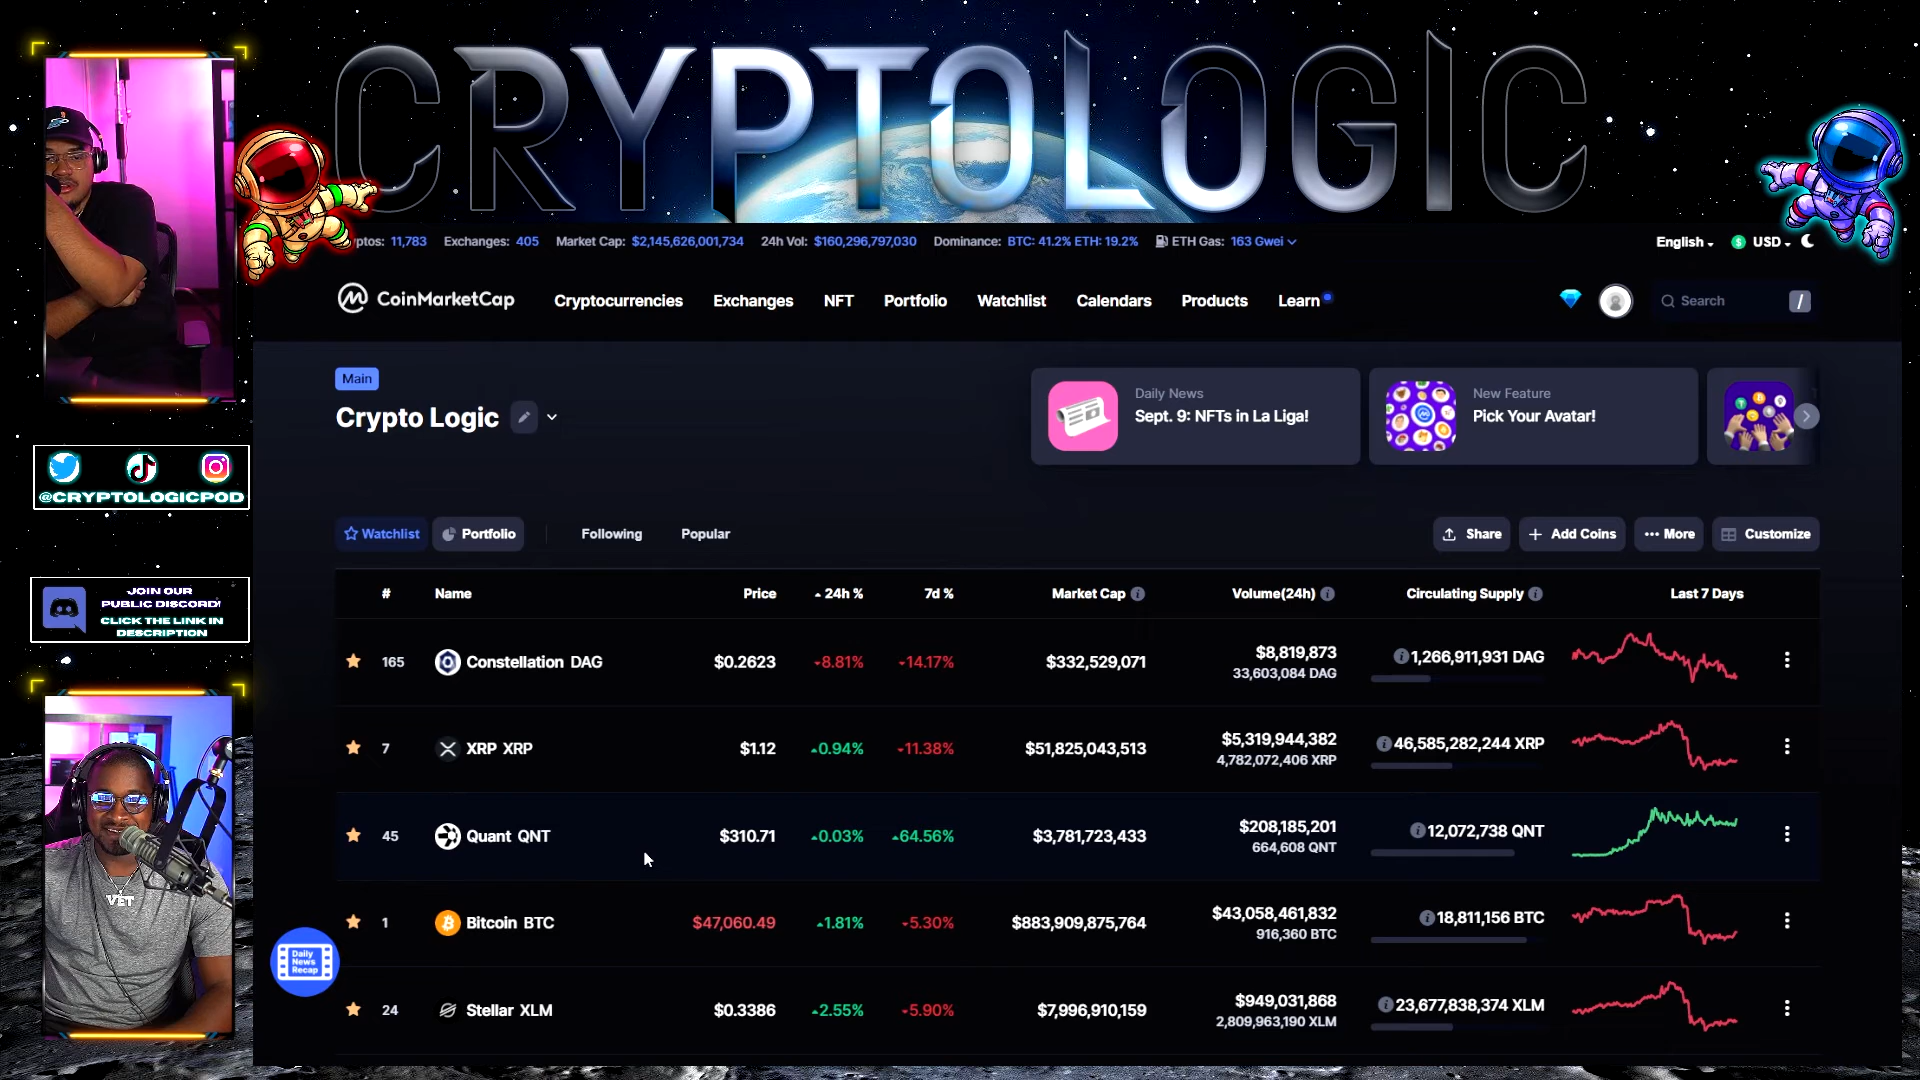 CRYPTOLOGIC
yptos: 11,783 Exchanges: 405 Market Cap: $2,145,626,001,734 24h Vol: $160,296,797,030 Dominance: BTC: 41.2% ETH: 19.2% ETH Gas: 163 Gwei English USD
CoinMarketCap Cryptocurrencies Exchanges NFT Portfolio Watchlist Calendars Products Learn Search /
Main
Crypto Logic
Daily News
Sept. 9: NFTs in La Liga!
New Feature
Pick Your Avatar!
@CRYPTOLOGICPOD
JOIN OUR
PUBLIC DISCORD!
CLICK THE LINK IN
DESCRIPTION
Watchlist Portfolio Following Popular Share + Add Coins ••• More Customize
# Name Price 24h % 7d % Market Cap Volume(24h) Circulating Supply Last 7 Days
165 Constellation DAG $0.2623 8.81% 14.17% $332,529,071 $8,819,873 1,266,911,931 DAG
33,603,084 DAG
7 XRP XRP $1.12 0.94% 11.38% $51,825,043,513 $5,319,944,382 46,585,282,244 XRP
4,782,072,406 XRP
45 Quant QNT $310.71 0.03% 64.56% $3,781,723,433 $208,185,201 12,072,738 QNT
664,608 QNT
1 Bitcoin BTC $47,060.49 1.81% 5.30% $883,909,875,764 $43,058,461,832 18,811,156 BTC
916,360 BTC
24 Stellar XLM $0.3386 2.55% 5.90% $7,996,910,159 $949,031,868 23,677,838,374 XLM
2,809,963,190 XLM
VET
Daily
News
Recap